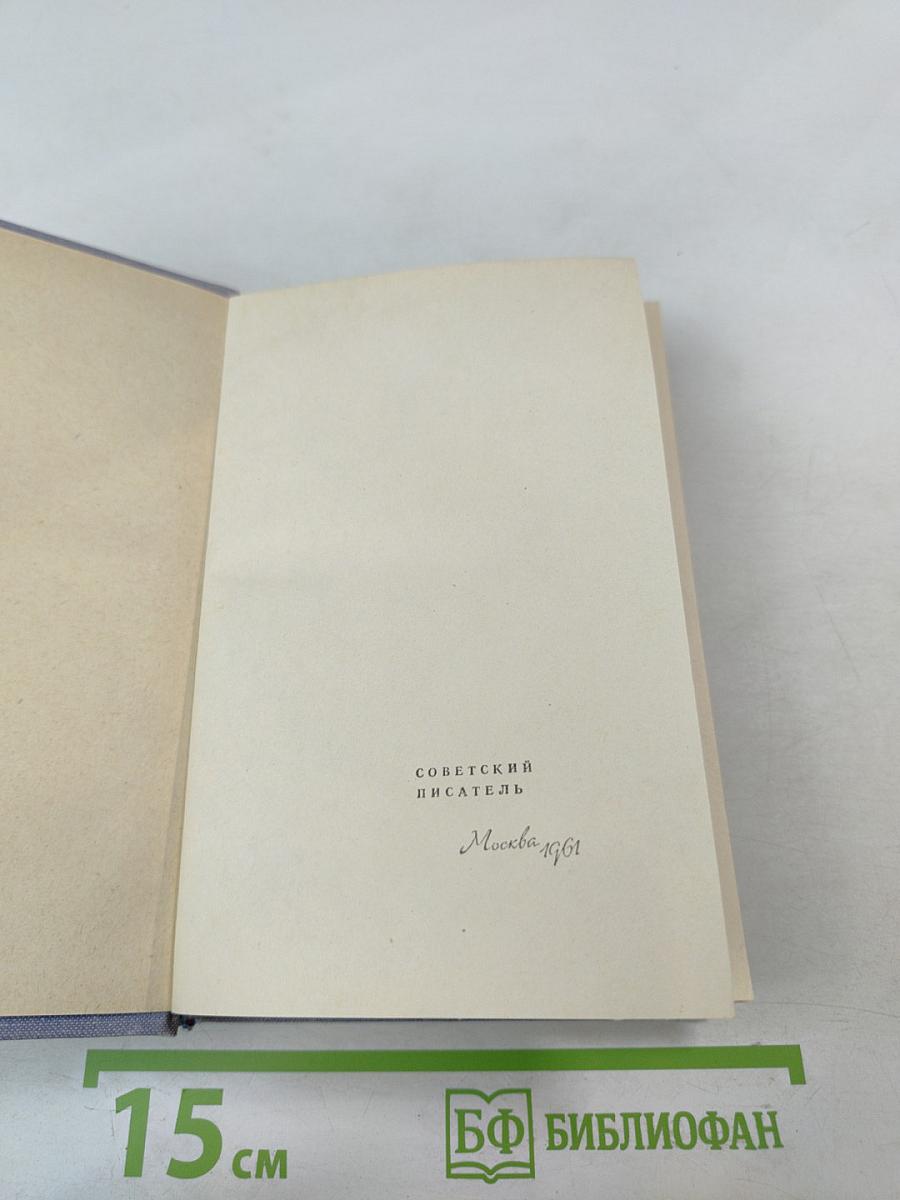 СОВЕТСКИЙ
ПИСАТЕЛЬ
Москва 1961
15 см
БФ БИБЛИОФАН